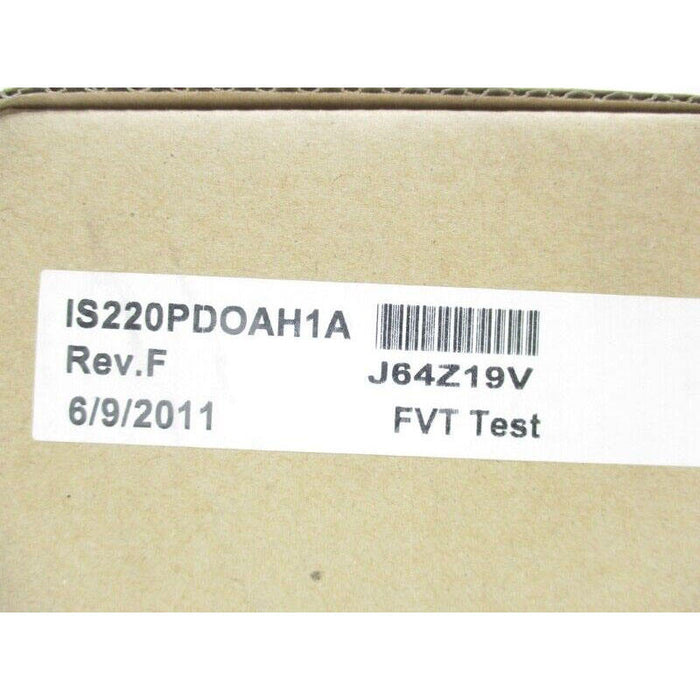 IS220PDOAH1A
Rev.F J64Z19V
6/9/2011 FVT Test